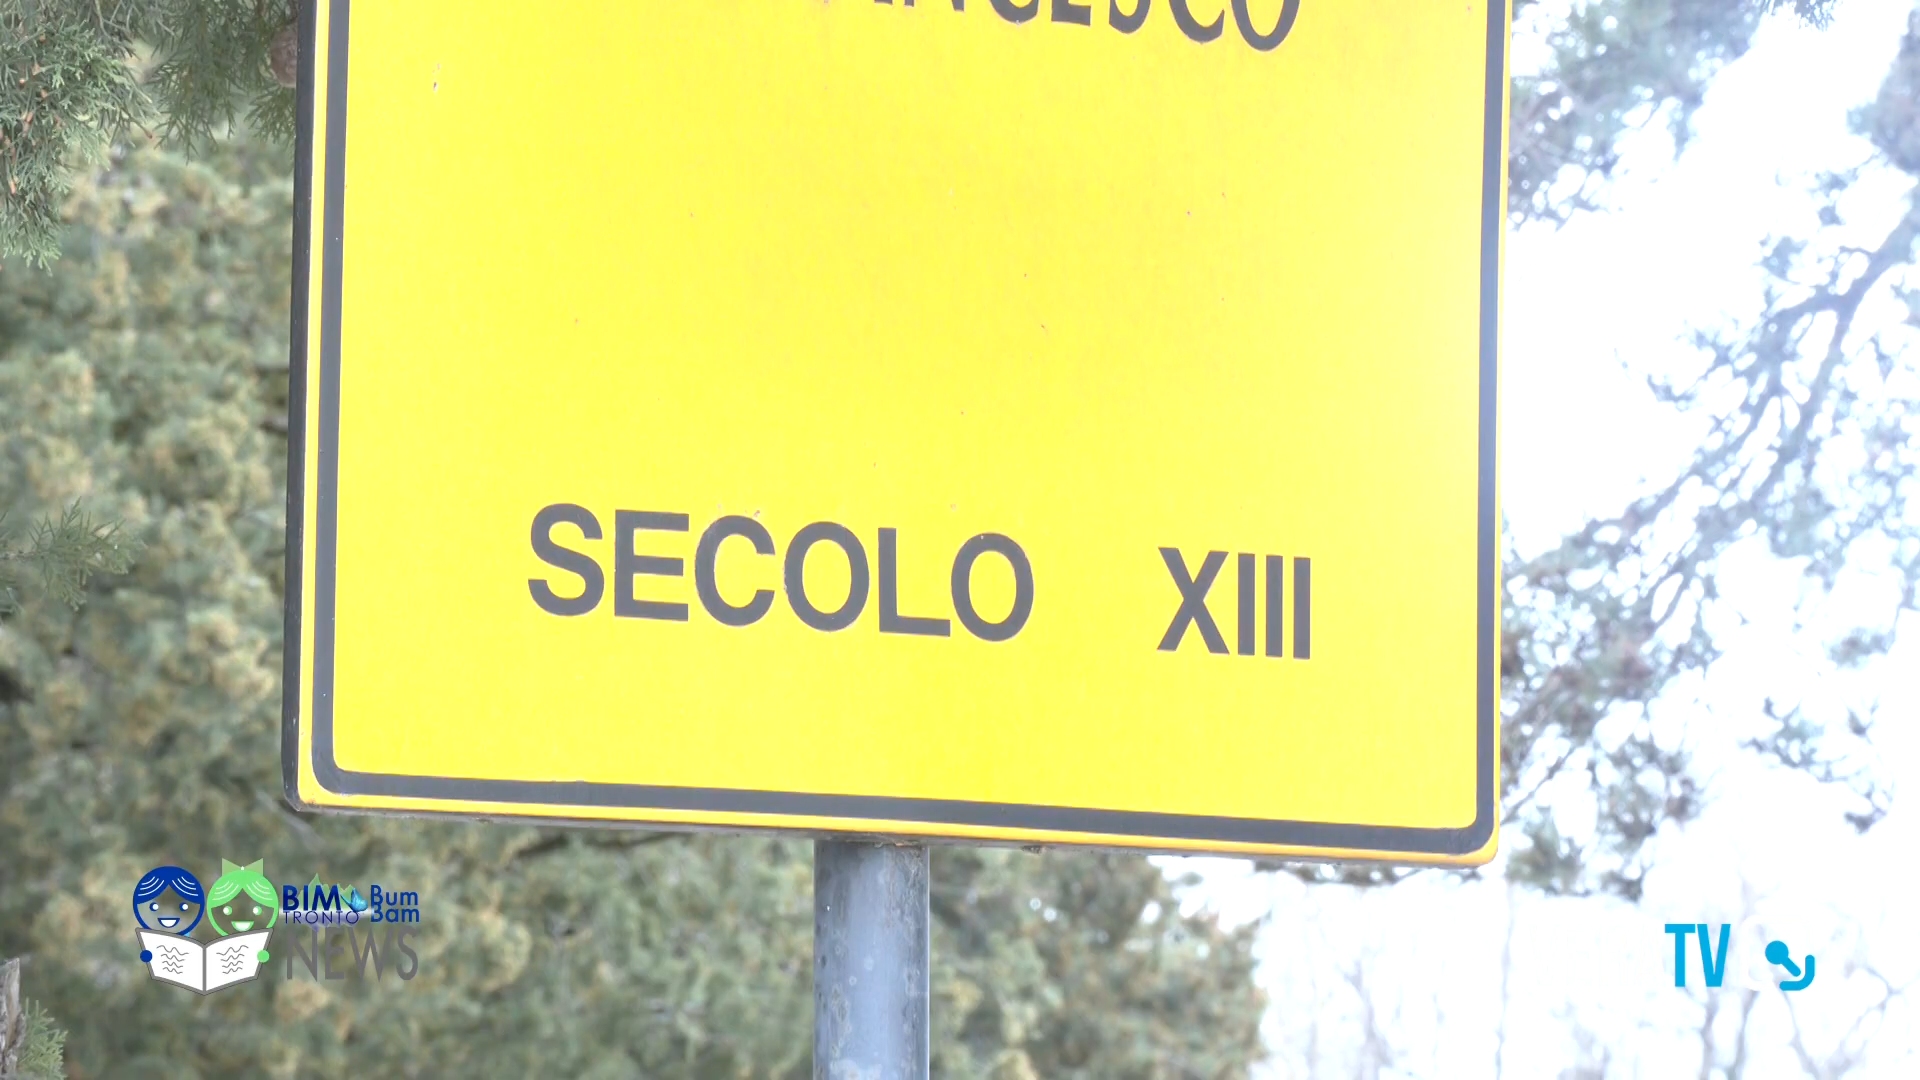 SECOLO XIII
BIM Bum
TRONTO Bam
NEWS
TV